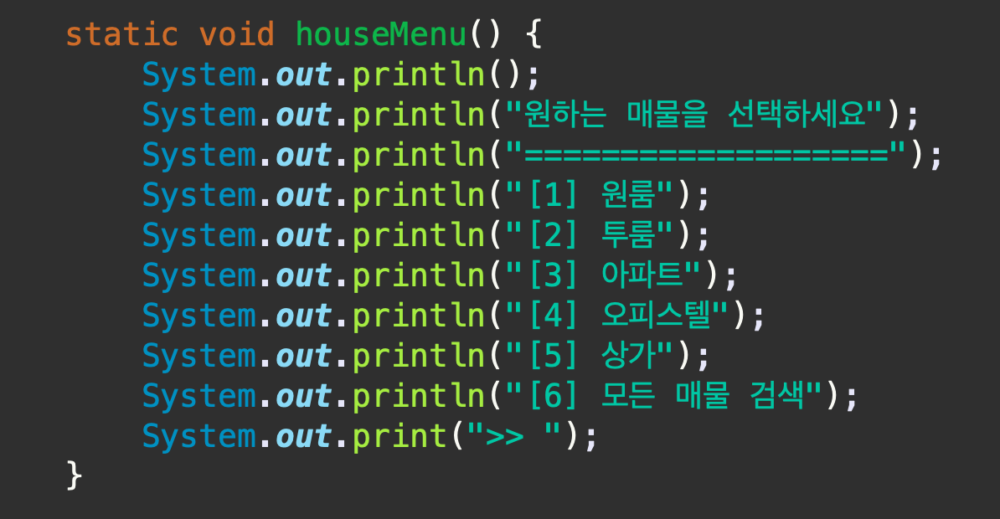 static void houseMenu() {
    System.out.println();
    System.out.println("원하는 매물을 선택하세요");
    System.out.println("===================");
    System.out.println("[1] 원룸");
    System.out.println("[2] 투룸");
    System.out.println("[3] 아파트");
    System.out.println("[4] 오피스텔");
    System.out.println("[5] 상가");
    System.out.println("[6] 모든 매물 검색");
    System.out.print(">> ");
}